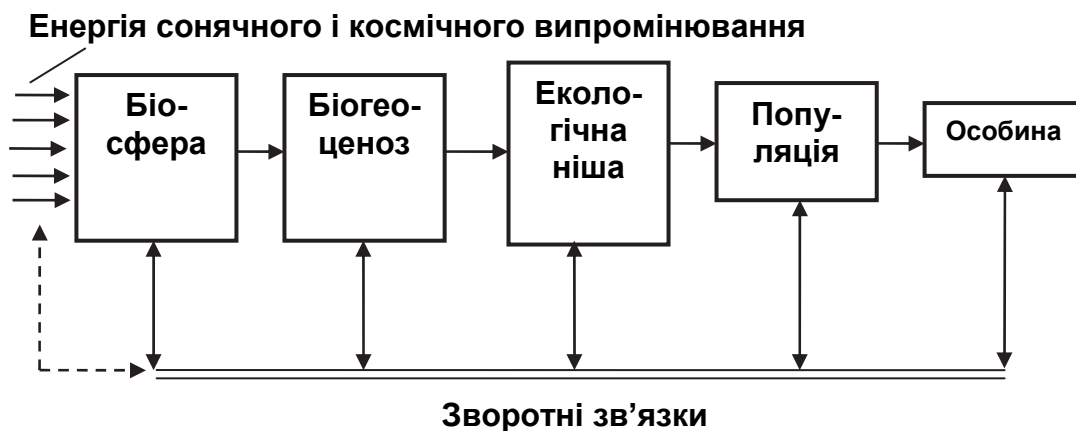 Енергія сонячного і космічного випромінювання
Біо-
сфера
Біогео-
ценоз
Еколо-
гічна
ніша
Попу-
ляція
Особина
Зворотні зв’язки